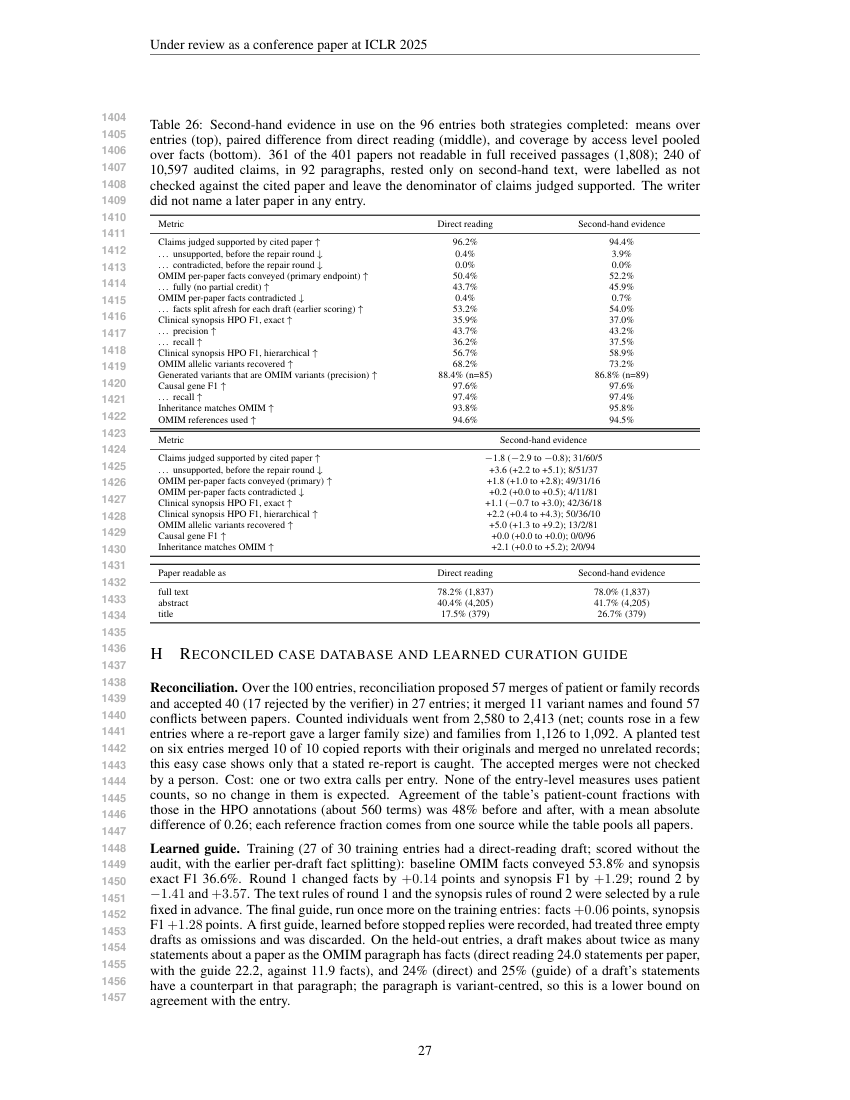 Under review as a conference paper at ICLR 2025
1404
1405
1406
1407
1408
1409
1410
1411
1412
1413
1414
1415
1416
1417
1418
1419
1420
1421
1422
1423
1424
1425
1426
1427
1428
1429
1430
1431
1432
1433
1434
1435
1436
1437
1438
1439
1440
1441
1442
1443
1444
1445
1446
1447
1448
1449
1450
1451
1452
1453
1454
1455
1456
1457
Table 26: Second-hand evidence in use on the 96 entries both strategies completed: means over
entries (top), paired difference from direct reading (middle), and coverage by access level pooled
over facts (bottom). 361 of the 401 papers not readable in full received passages (1,808); 240 of
10,597 audited claims, in 92 paragraphs, rested only on second-hand text, were labelled as not
checked against the cited paper and leave the denominator of claims judged supported. The writer
did not name a later paper in any entry.
Metric Direct reading Second-hand evidence
Claims judged supported by cited paper ↑ 96.2% 94.4%
... unsupported, before the repair round ↓ 0.4% 3.9%
... contradicted, before the repair round ↓ 0.0% 0.0%
OMIM per-paper facts conveyed (primary endpoint) ↑ 50.4% 52.2%
... fully (no partial credit) ↑ 43.7% 45.9%
OMIM per-paper facts contradicted ↓ 0.4% 0.7%
... facts split afresh for each draft (earlier scoring) ↑ 53.2% 54.0%
Clinical synopsis HPO F1, exact ↑ 35.9% 37.0%
... precision ↑ 43.7% 43.2%
... recall ↑ 36.2% 37.5%
Clinical synopsis HPO F1, hierarchical ↑ 56.7% 58.9%
OMIM allelic variants recovered ↑ 68.2% 73.2%
Generated variants that are OMIM variants (precision) ↑ 88.4% (n=85) 86.8% (n=89)
Causal gene F1 ↑ 97.6% 97.6%
... recall ↑ 97.4% 97.4%
Inheritance matches OMIM ↑ 93.8% 95.8%
OMIM references used ↑ 94.6% 94.5%
Metric Second-hand evidence
Claims judged supported by cited paper ↑ −1.8 (−2.9 to −0.8); 31/60/5
... unsupported, before the repair round ↓ +3.6 (+2.2 to +5.1); 8/51/37
OMIM per-paper facts conveyed (primary) ↑ +1.8 (+1.0 to +2.8); 49/31/16
OMIM per-paper facts contradicted ↓ +0.2 (+0.0 to +0.5); 4/11/81
Clinical synopsis HPO F1, exact ↑ +1.1 (−0.7 to +3.0); 42/36/18
Clinical synopsis HPO F1, hierarchical ↑ +2.2 (+0.4 to +4.3); 50/36/10
OMIM allelic variants recovered ↑ +5.0 (+1.3 to +9.2); 13/2/81
Causal gene F1 ↑ +0.0 (+0.0 to +0.0); 0/0/96
Inheritance matches OMIM ↑ +2.1 (+0.0 to +5.2); 2/0/94
Paper readable as Direct reading Second-hand evidence
full text 78.2% (1,837) 78.0% (1,837)
abstract 40.4% (4,205) 41.7% (4,205)
title 17.5% (379) 26.7% (379)
H RECONCILED CASE DATABASE AND LEARNED CURATION GUIDE
Reconciliation. Over the 100 entries, reconciliation proposed 57 merges of patient or family records
and accepted 40 (17 rejected by the verifier) in 27 entries; it merged 11 variant names and found 57
conflicts between papers. Counted individuals went from 2,580 to 2,413 (net; counts rose in a few
entries where a re-report gave a larger family size) and families from 1,126 to 1,092. A planted test
on six entries merged 10 of 10 copied reports with their originals and merged no unrelated records;
this easy case shows only that a stated re-report is caught. The accepted merges were not checked
by a person. Cost: one or two extra calls per entry. None of the entry-level measures uses patient
counts, so no change in them is expected. Agreement of the table's patient-count fractions with
those in the HPO annotations (about 560 terms) was 48% before and after, with a mean absolute
difference of 0.26; each reference fraction comes from one source while the table pools all papers.
Learned guide. Training (27 of 30 training entries had a direct-reading draft; scored without the
audit, with the earlier per-draft fact splitting): baseline OMIM facts conveyed 53.8% and synopsis
exact F1 36.6%. Round 1 changed facts by +0.14 points and synopsis F1 by +1.29; round 2 by
−1.41 and +3.57. The text rules of round 1 and the synopsis rules of round 2 were selected by a rule
fixed in advance. The final guide, run once more on the training entries: facts +0.06 points, synopsis
F1 +1.28 points. A first guide, learned before stopped replies were recorded, had treated three empty
drafts as omissions and was discarded. On the held-out entries, a draft makes about twice as many
statements about a paper as the OMIM paragraph has facts (direct reading 24.0 statements per paper,
with the guide 22.2, against 11.9 facts), and 24% (direct) and 25% (guide) of a draft's statements
have a counterpart in that paragraph; the paragraph is variant-centred, so this is a lower bound on
agreement with the entry.
27